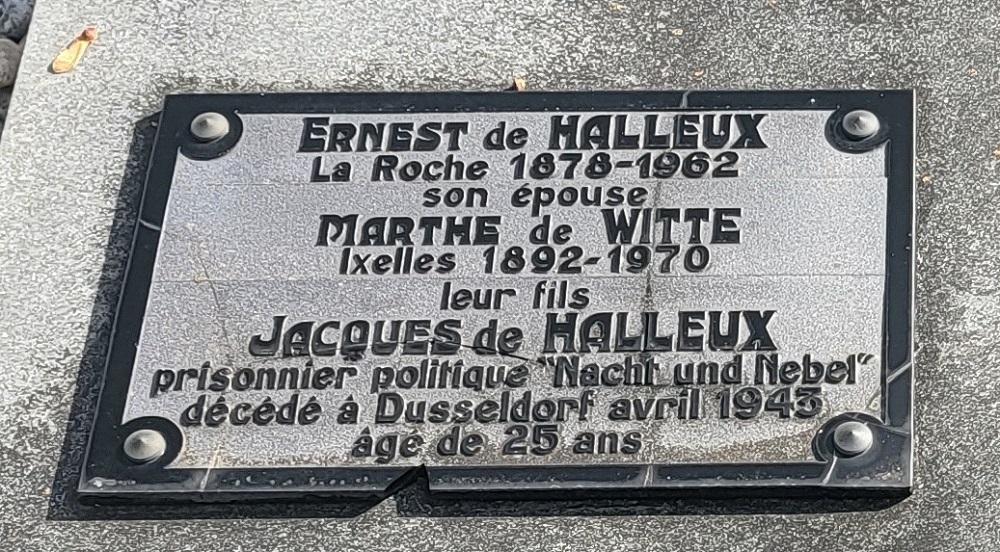 ERNEST de HALLEUX
La Roche 1878-1962
son épouse
MARTHE de WITTE
Ixelles 1892-1970
leur fils
JACQUES de HALLEUX
prisonnier politique "Nacht und Nebel"
décédé à Dusseldorf avril 1943
âgé de 25 ans